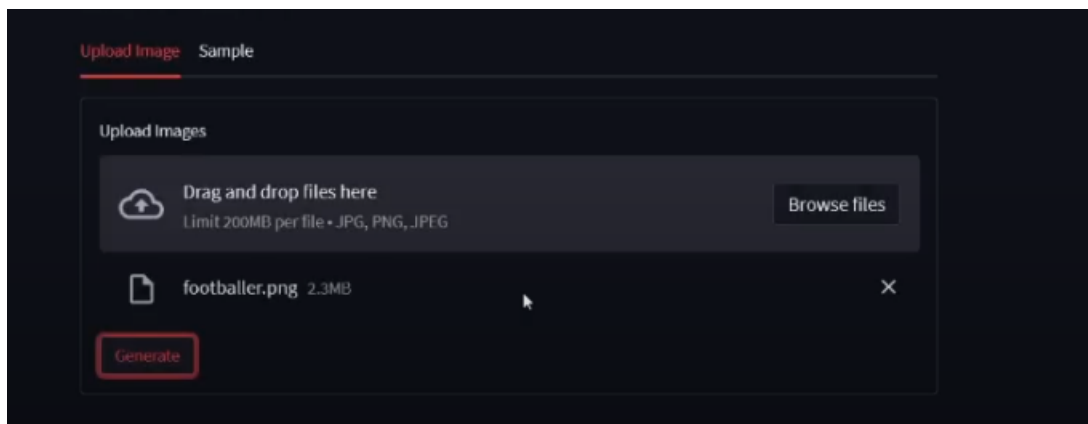 Upload Image Sample
Upload Images
Drag and drop files here
Limit 200MB per file • JPG, PNG, JPEG
Browse files
footballer.png 2.3MB
Generate